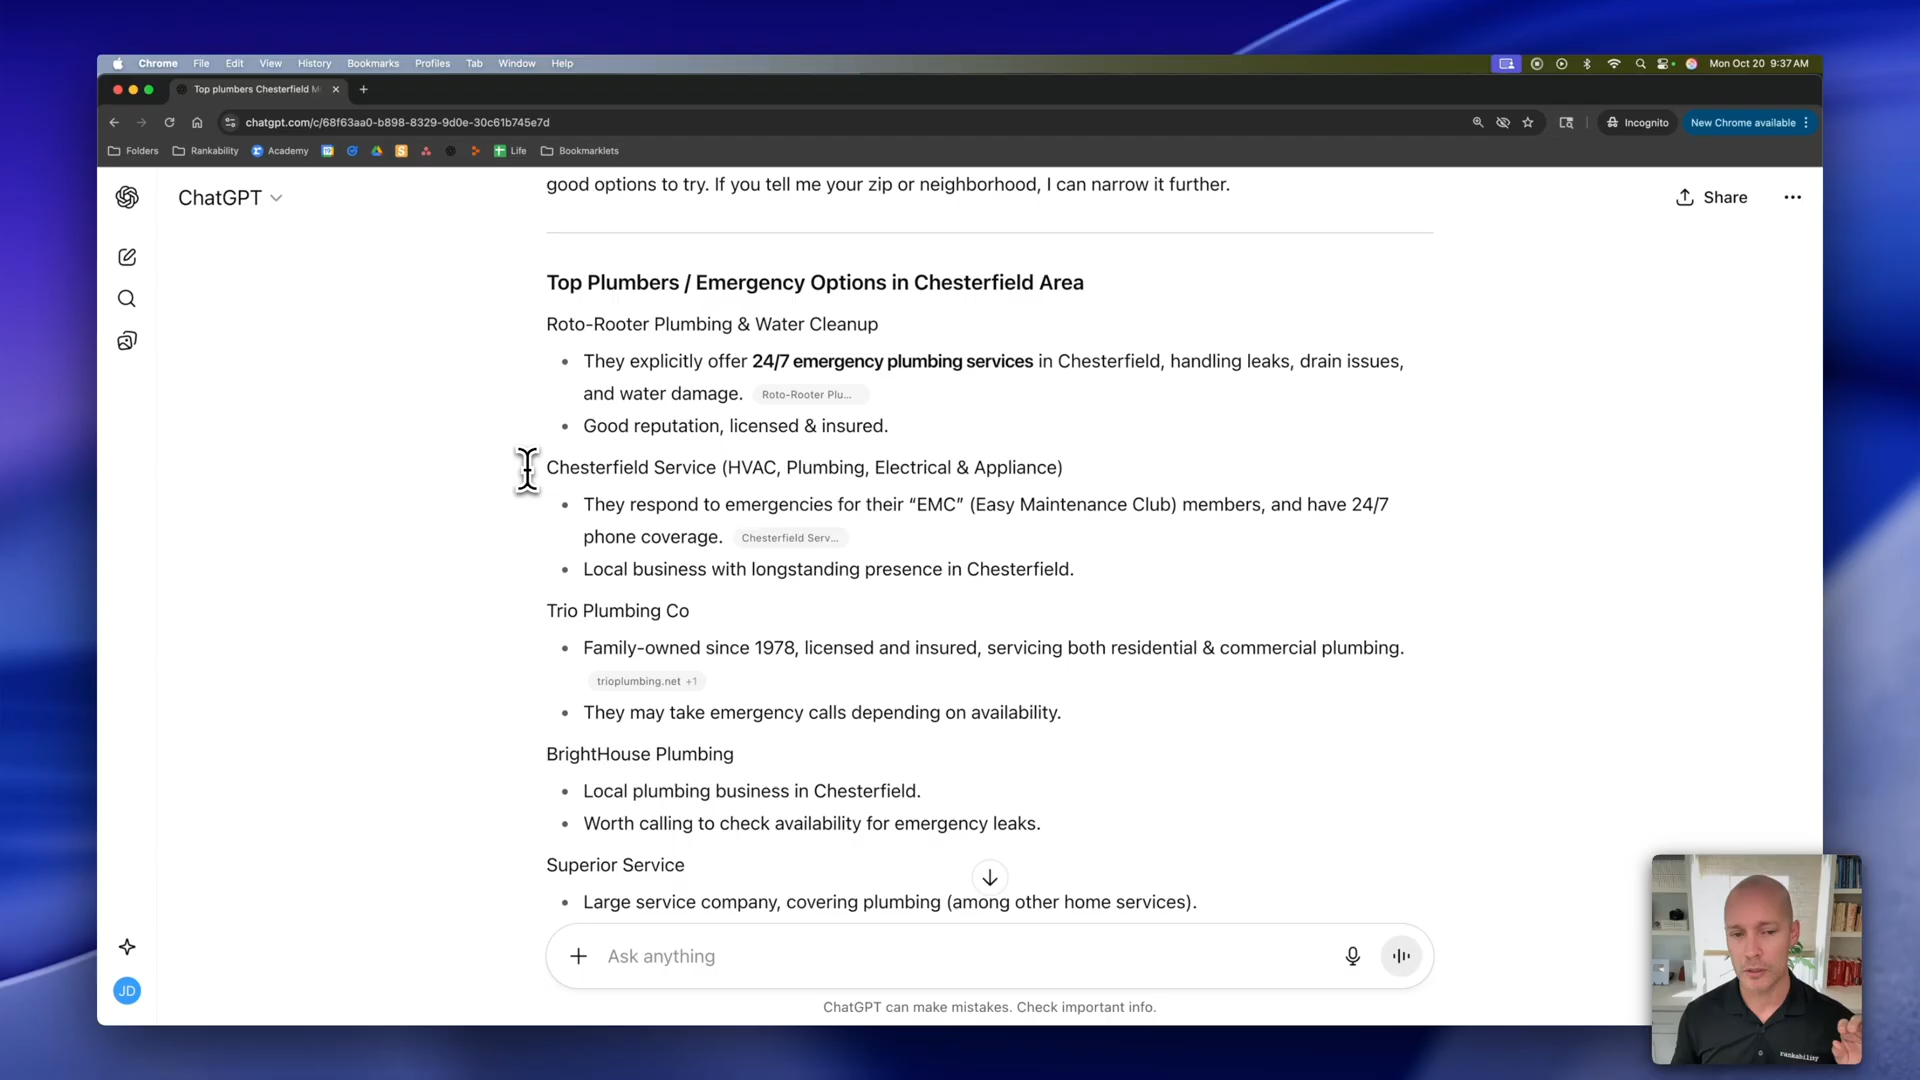 Chrome File Edit View History Bookmarks Profiles Tab Window Help Mon Oct 20 9:37 AM
Top plumbers Chesterfield M
chatgpt.com/c/68f63aa0-b898-8329-9d0e-30c61b745e7d Incognito New Chrome available
Folders Rankability Academy Life Bookmarklets
ChatGPT Share
good options to try. If you tell me your zip or neighborhood, I can narrow it further.
Top Plumbers / Emergency Options in Chesterfield Area
Roto-Rooter Plumbing & Water Cleanup
• They explicitly offer 24/7 emergency plumbing services in Chesterfield, handling leaks, drain issues,
and water damage. Roto-Rooter Plu...
• Good reputation, licensed & insured.
Chesterfield Service (HVAC, Plumbing, Electrical & Appliance)
• They respond to emergencies for their “EMC” (Easy Maintenance Club) members, and have 24/7
phone coverage. Chesterfield Serv...
• Local business with longstanding presence in Chesterfield.
Trio Plumbing Co
• Family-owned since 1978, licensed and insured, servicing both residential & commercial plumbing.
trioplumbing.net +1
• They may take emergency calls depending on availability.
BrightHouse Plumbing
• Local plumbing business in Chesterfield.
• Worth calling to check availability for emergency leaks.
Superior Service
• Large service company, covering plumbing (among other home services).
Ask anything
JD
ChatGPT can make mistakes. Check important info.
rankability